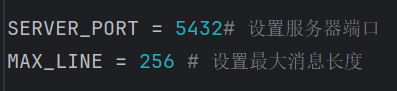 SERVER_PORT = 5432# 设置服务器端口
MAX_LINE = 256 # 设置最大消息长度